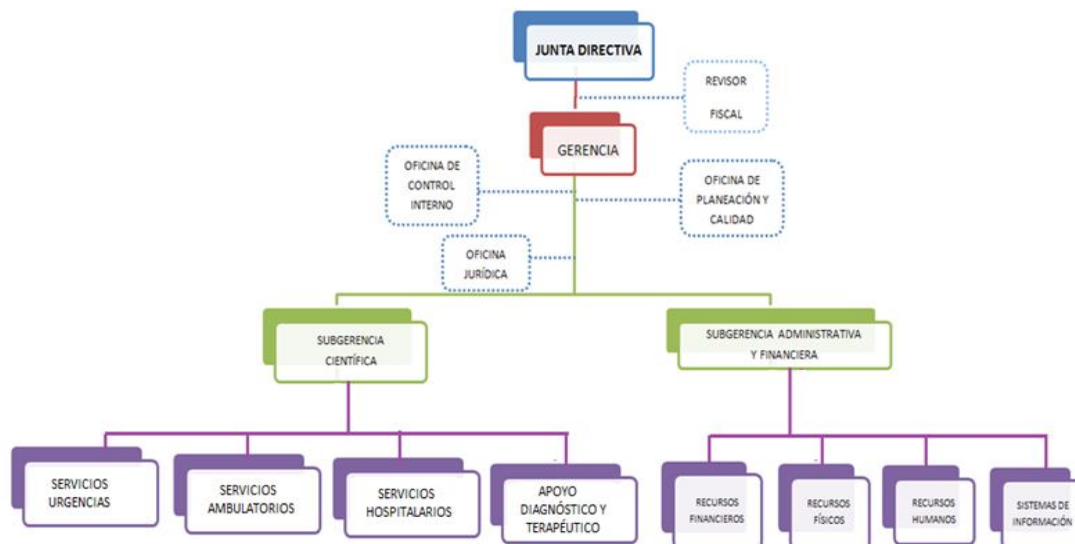 JUNTA DIRECTIVA
REVISOR
FISCAL
GERENCIA
OFICINA DE
CONTROL
INTERNO
OFICINA DE
PLANEACIÓN Y
CALIDAD
OFICINA
JURÍDICA
SUBGERENCIA
CIENTÍFICA
SUBGERENCIA ADMINISTRATIVA
Y FINANCIERA
SERVICIOS
URGENCIAS
SERVICIOS
AMBULATORIOS
SERVICIOS
HOSPITALARIOS
APOYO
DIAGNÓSTICO Y
TERAPÉUTICO
RECURSOS
FINANCIEROS
RECURSOS
FÍSICOS
RECURSOS
HUMANOS
SISTEMAS DE
INFORMACIÓN